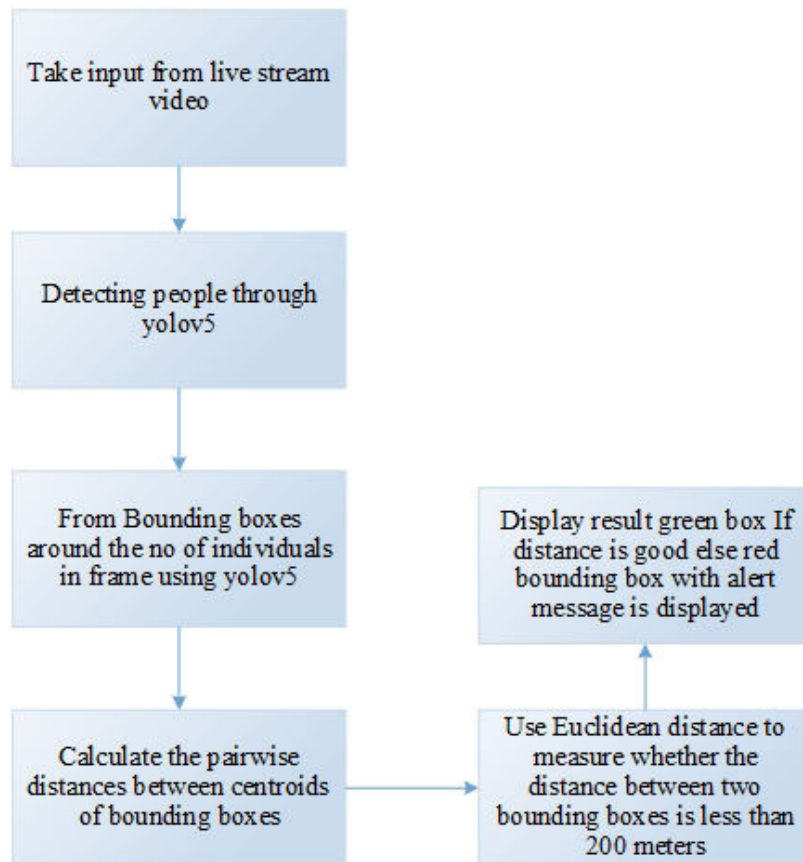 Take input from live stream
video
Detecting people through
yolov5
From Bounding boxes
around the no of individuals
in frame using yolov5
Calculate the pairwise
distances between centroids
of bounding boxes
Use Euclidean distance to
measure whether the
distance between two
bounding boxes is less than
200 meters
Display result green box If
distance is good else red
bounding box with alert
message is displayed